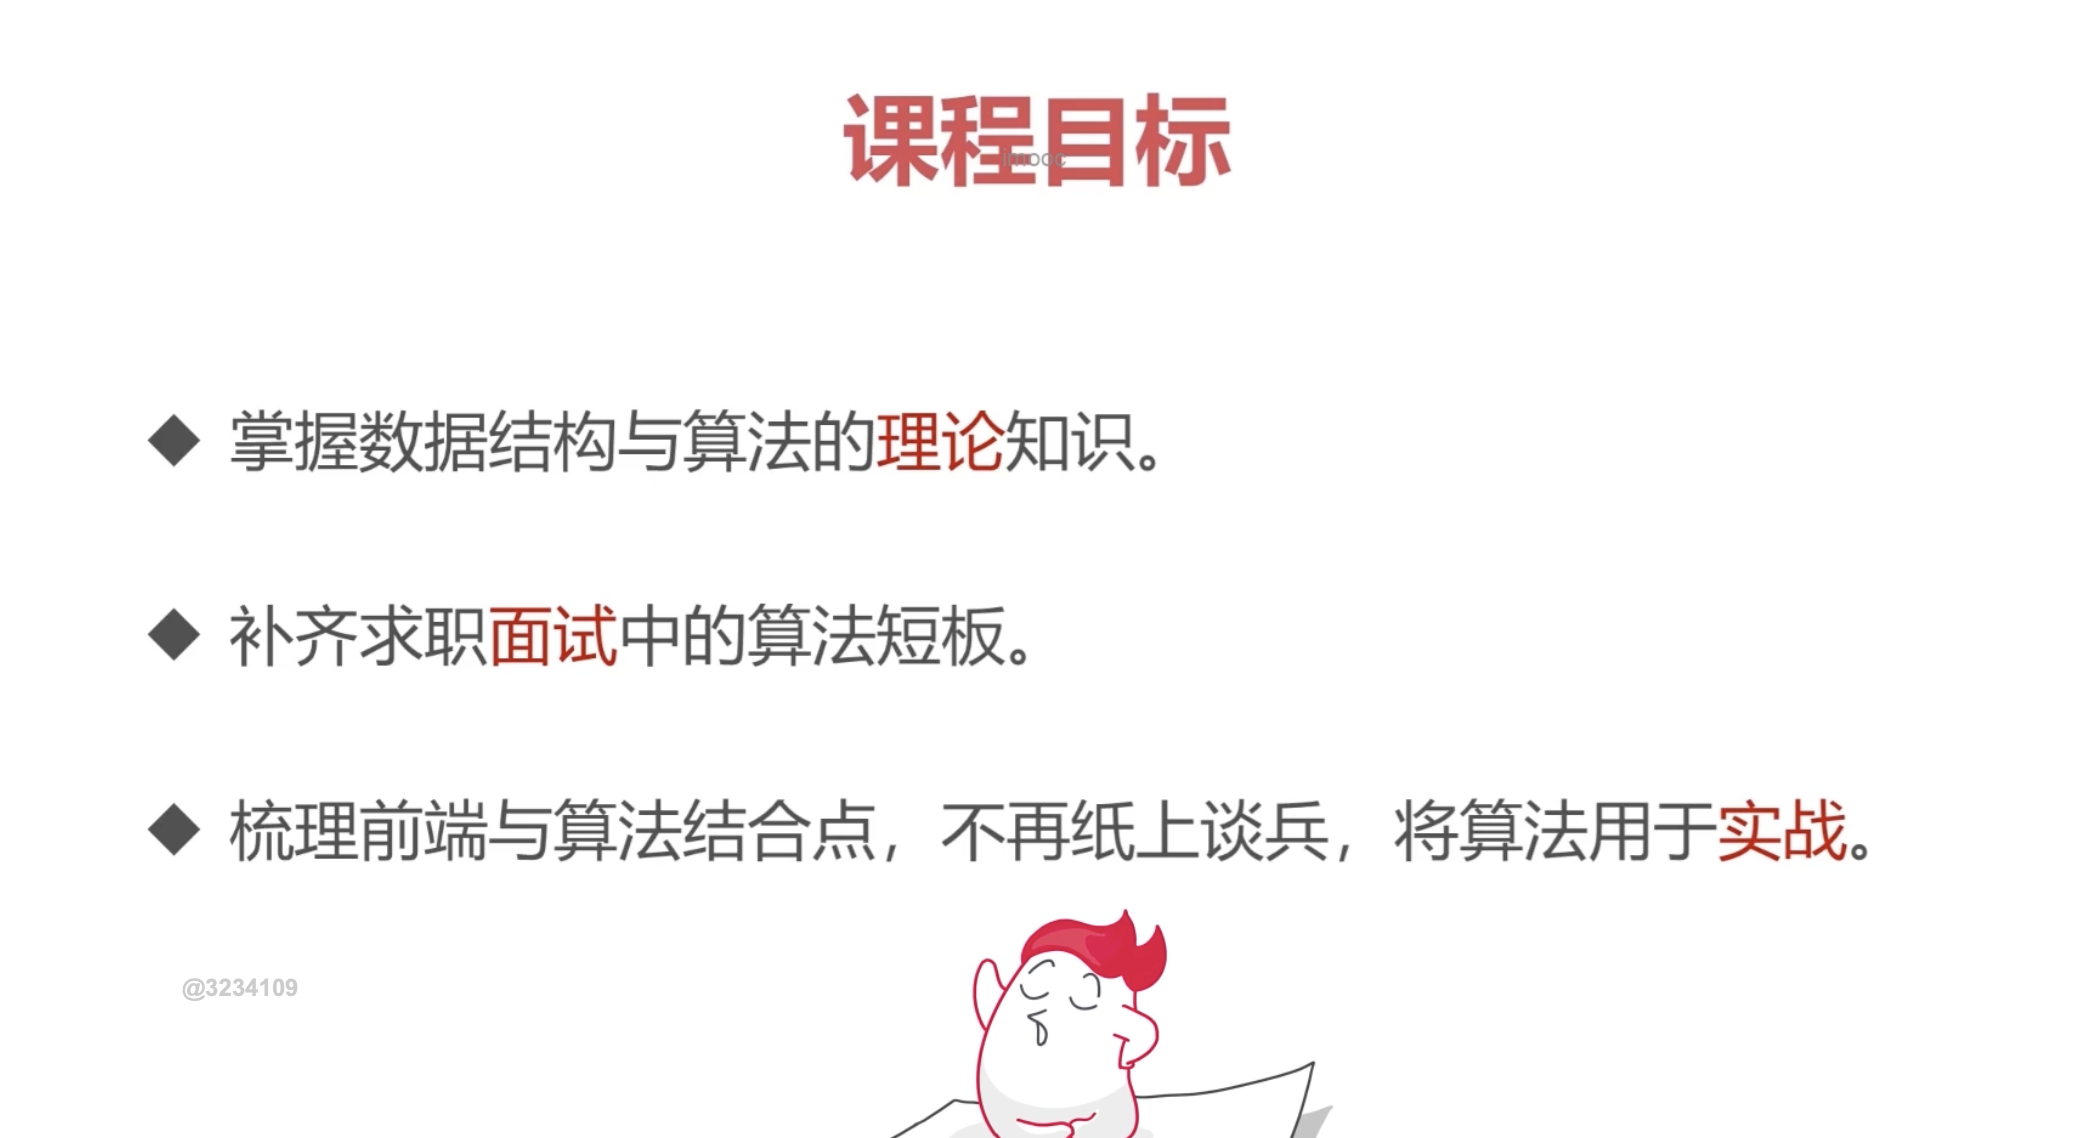 课程目标
imooc
◆ 掌握数据结构与算法的理论知识。
◆ 补齐求职面试中的算法短板。
◆ 梳理前端与算法结合点，不再纸上谈兵，将算法用于实战。
@3234109